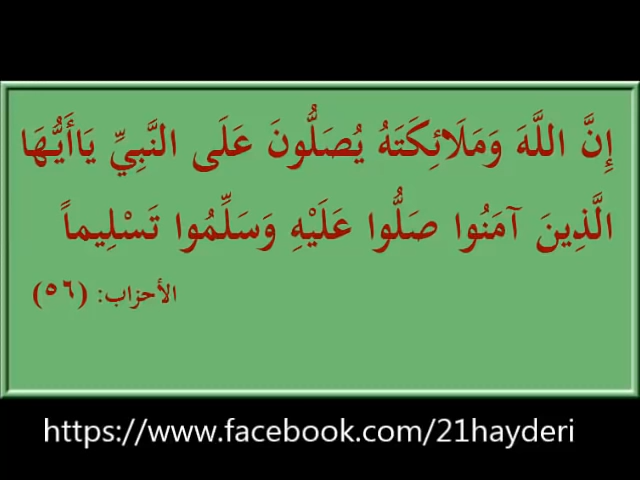 إِنَّ اللَّهَ وَمَلَائِكَتَهُ يُصَلُّونَ عَلَى النَّبِيِّ يَاأَيُّهَا
الَّذِينَ آمَنُوا صَلُّوا عَلَيْهِ وَسَلِّمُوا تَسْلِيماً
الأحزاب: (٥٦)
https://www.facebook.com/21hayderi